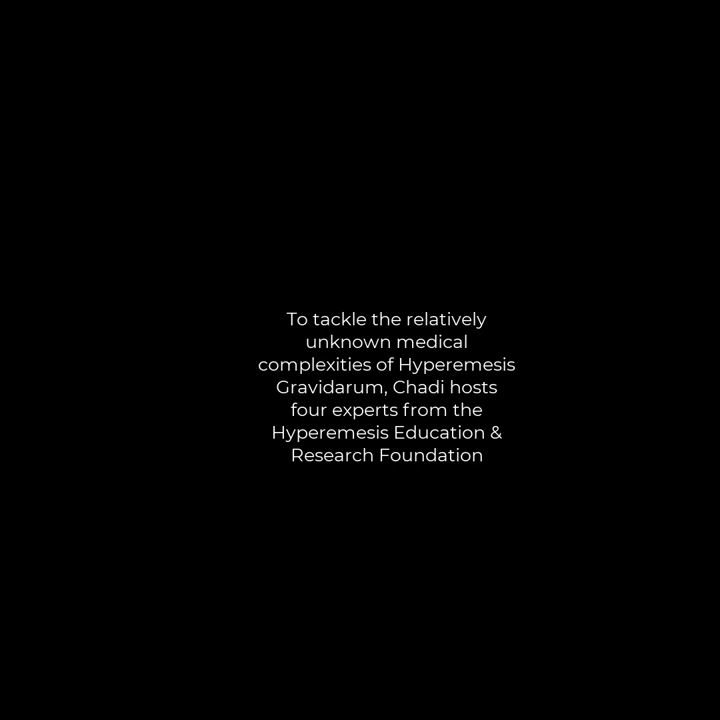 To tackle the relatively
unknown medical
complexities of Hyperemesis
Gravidarum, Chadi hosts
four experts from the
Hyperemesis Education &
Research Foundation